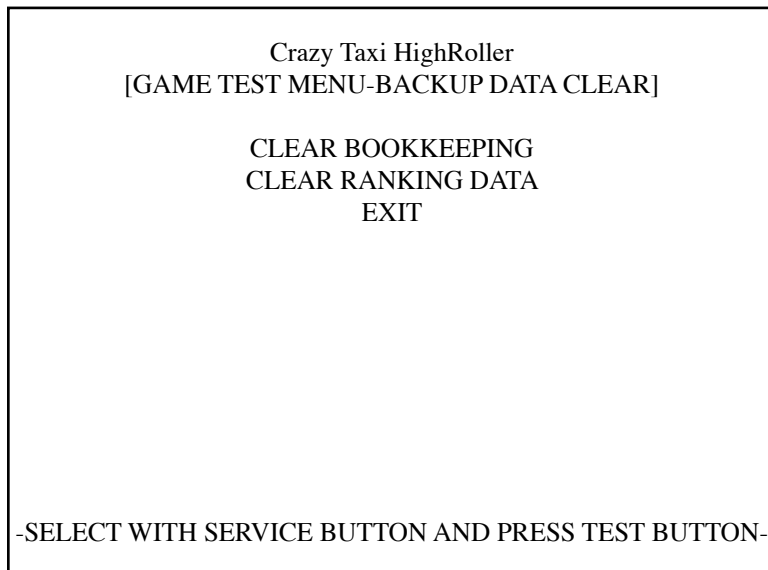 Crazy Taxi HighRoller
[GAME TEST MENU-BACKUP DATA CLEAR]
CLEAR BOOKKEEPING
CLEAR RANKING DATA
EXIT
-SELECT WITH SERVICE BUTTON AND PRESS TEST BUTTON-